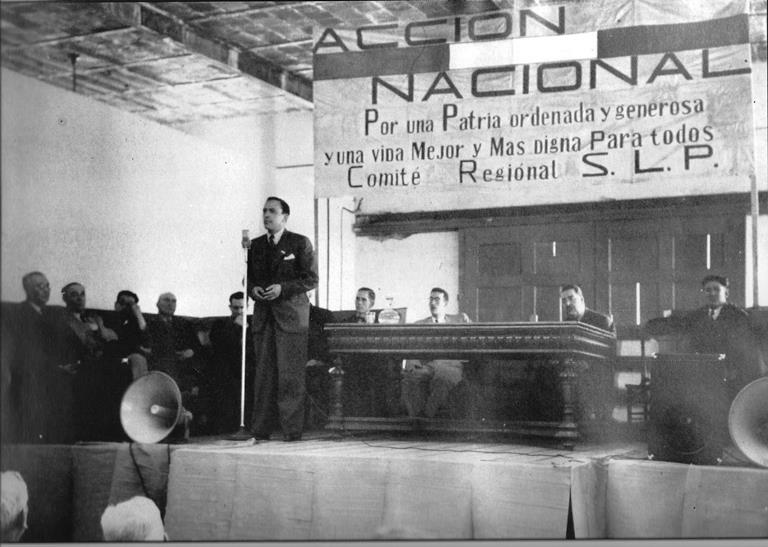 ACCION
NACIONAL
Por una Patria ordenada y generosa
y una vida Mejor y Mas Digna Para todos
Comité Regional S. L. P.